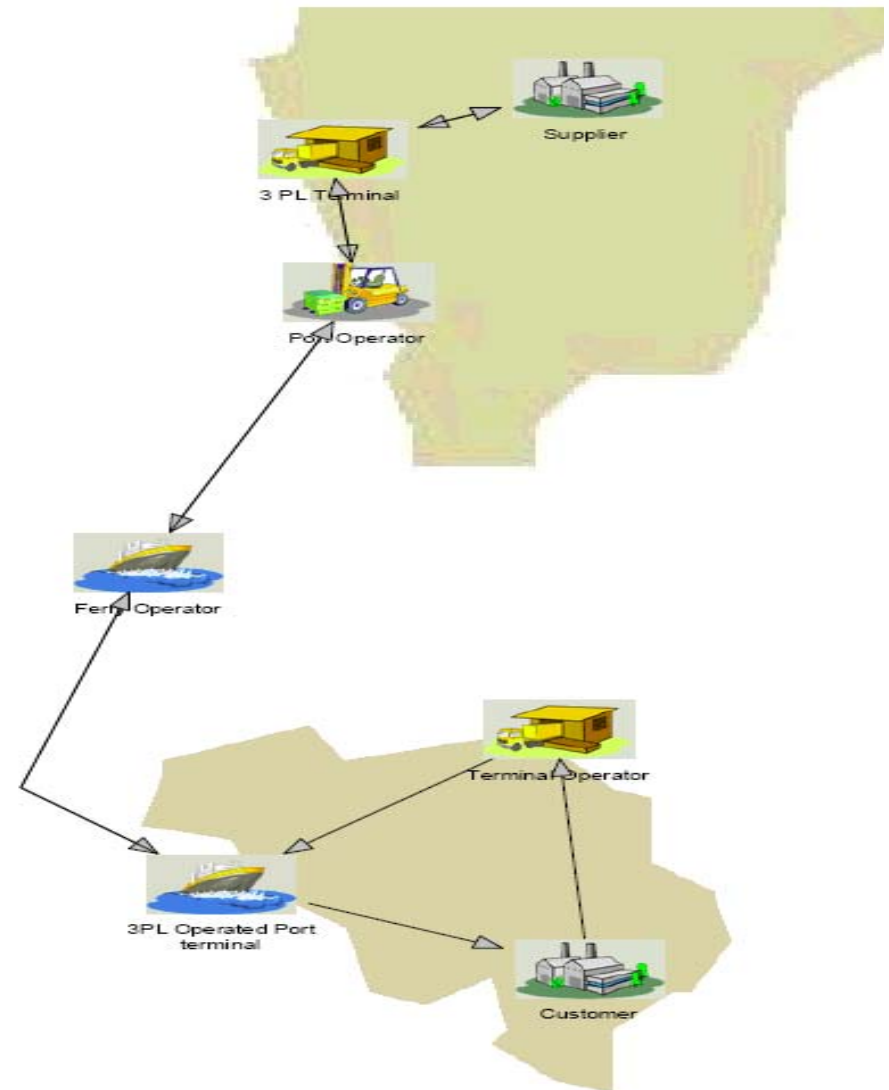 Supplier
3 PL Terminal
Port Operator
Ferry Operator
Terminal Operator
3PL Operated Port
terminal
Customer